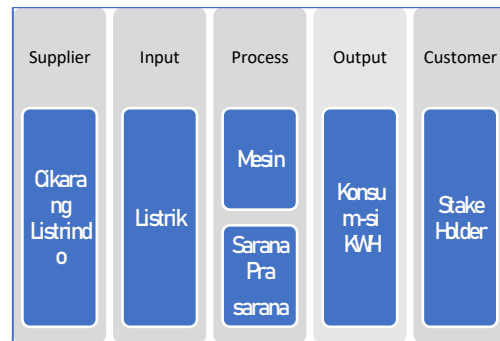 Supplier
Input
Process
Output
Customer
Cikara
ng
Listrind
o
Listrik
Mesin
Sarana
Pra
sarana
Konsu
m-si
KWH
Stake
Holder